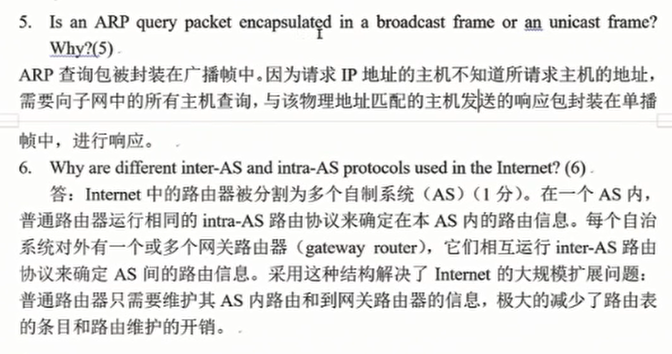 5. Is an ARP query packet encapsulated in a broadcast frame or an unicast frame?
Why?(5)
ARP 查询包被封装在广播帧中。因为请求 IP 地址的主机不知道所请求主机的地址，
需要向子网中的所有主机查询，与该物理地址匹配的主机发送的响应包封装在单播
帧中，进行响应。
6. Why are different inter-AS and intra-AS protocols used in the Internet? (6)
答：Internet 中的路由器被分割为多个自制系统（AS）（1 分）。在一个 AS 内，
普通路由器运行相同的 intra-AS 路由协议来确定在本 AS 内的路由信息。每个自治
系统对外有一个或多个网关路由器（gateway router），它们相互运行 inter-AS 路由
协议来确定 AS 间的路由信息。采用这种结构解决了 Internet 的大规模扩展问题：
普通路由器只需要维护其 AS 内路由和到网关路由器的信息，极大的减少了路由表
的条目和路由维护的开销。